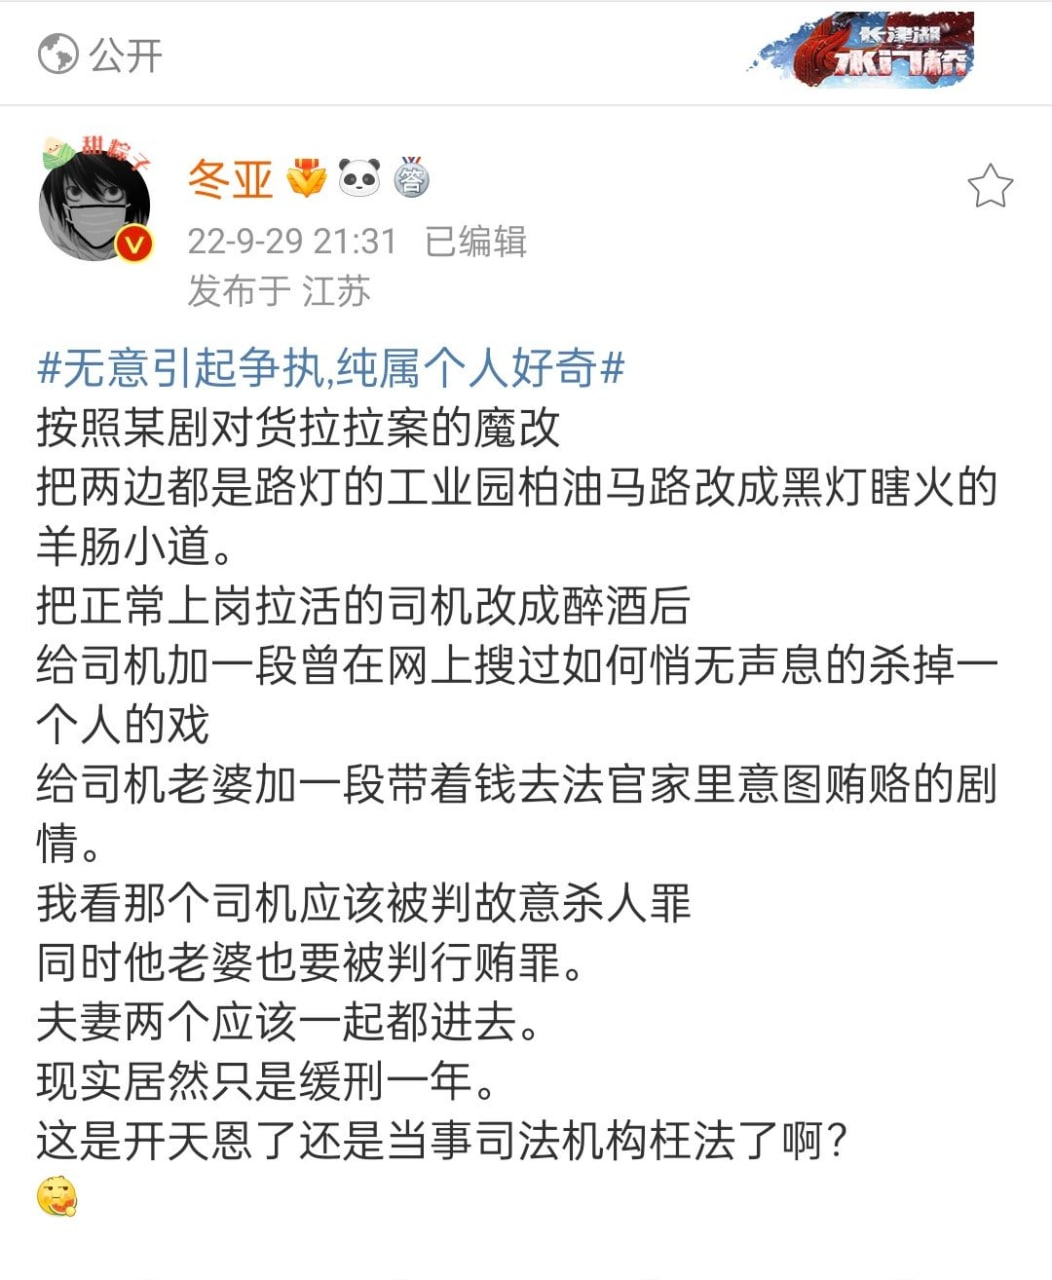 公开
长津湖
水门桥
甜粽子
冬亚 答
22-9-29 21:31 已编辑
发布于 江苏
#无意引起争执,纯属个人好奇#
按照某剧对货拉拉案的魔改
把两边都是路灯的工业园柏油马路改成黑灯瞎火的
羊肠小道。
把正常上岗拉活的司机改成醉酒后
给司机加一段曾在网上搜过如何悄无声息的杀掉一
个人的戏
给司机老婆加一段带着钱去法官家里意图贿赂的剧
情。
我看那个司机应该被判故意杀人罪
同时他老婆也要被判行贿罪。
夫妻两个应该一起都进去。
现实居然只是缓刑一年。
这是开天恩了还是当事司法机构枉法了啊？